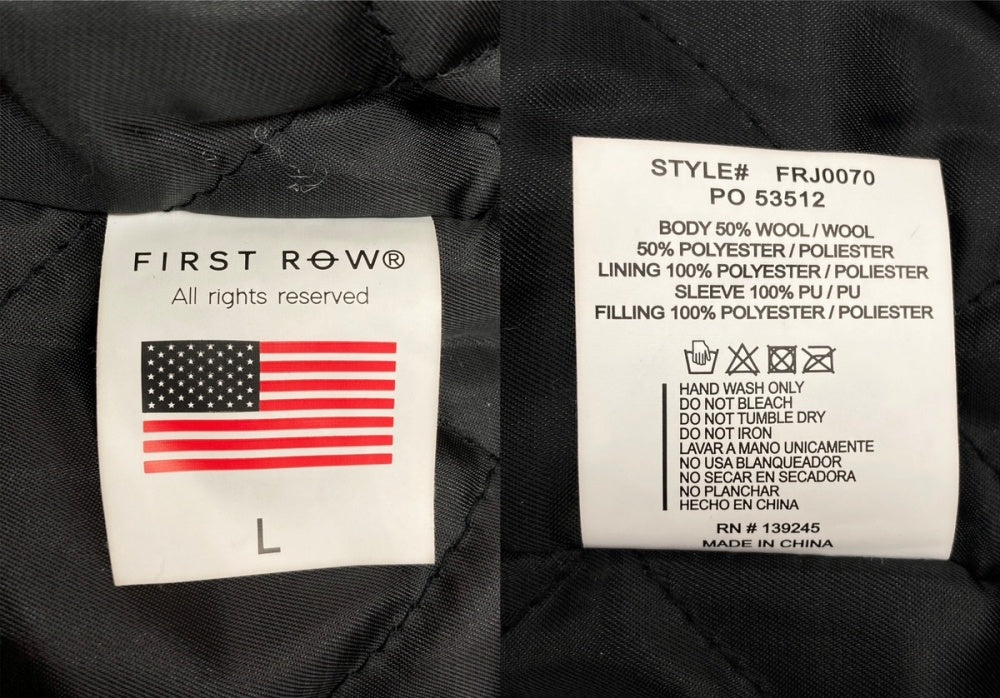 FIRST ROW®
All rights reserved
L
STYLE# FRJ0070
PO 53512
BODY 50% WOOL / WOOL
50% POLYESTER / POLIESTER
LINING 100% POLYESTER / POLIESTER
SLEEVE 100% PU / PU
FILLING 100% POLYESTER / POLIESTER
HAND WASH ONLY
DO NOT BLEACH
DO NOT TUMBLE DRY
DO NOT IRON
LAVAR A MANO UNICAMENTE
NO USA BLANQUEADOR
NO SECAR EN SECADORA
NO PLANCHAR
HECHO EN CHINA
RN # 139245
MADE IN CHINA